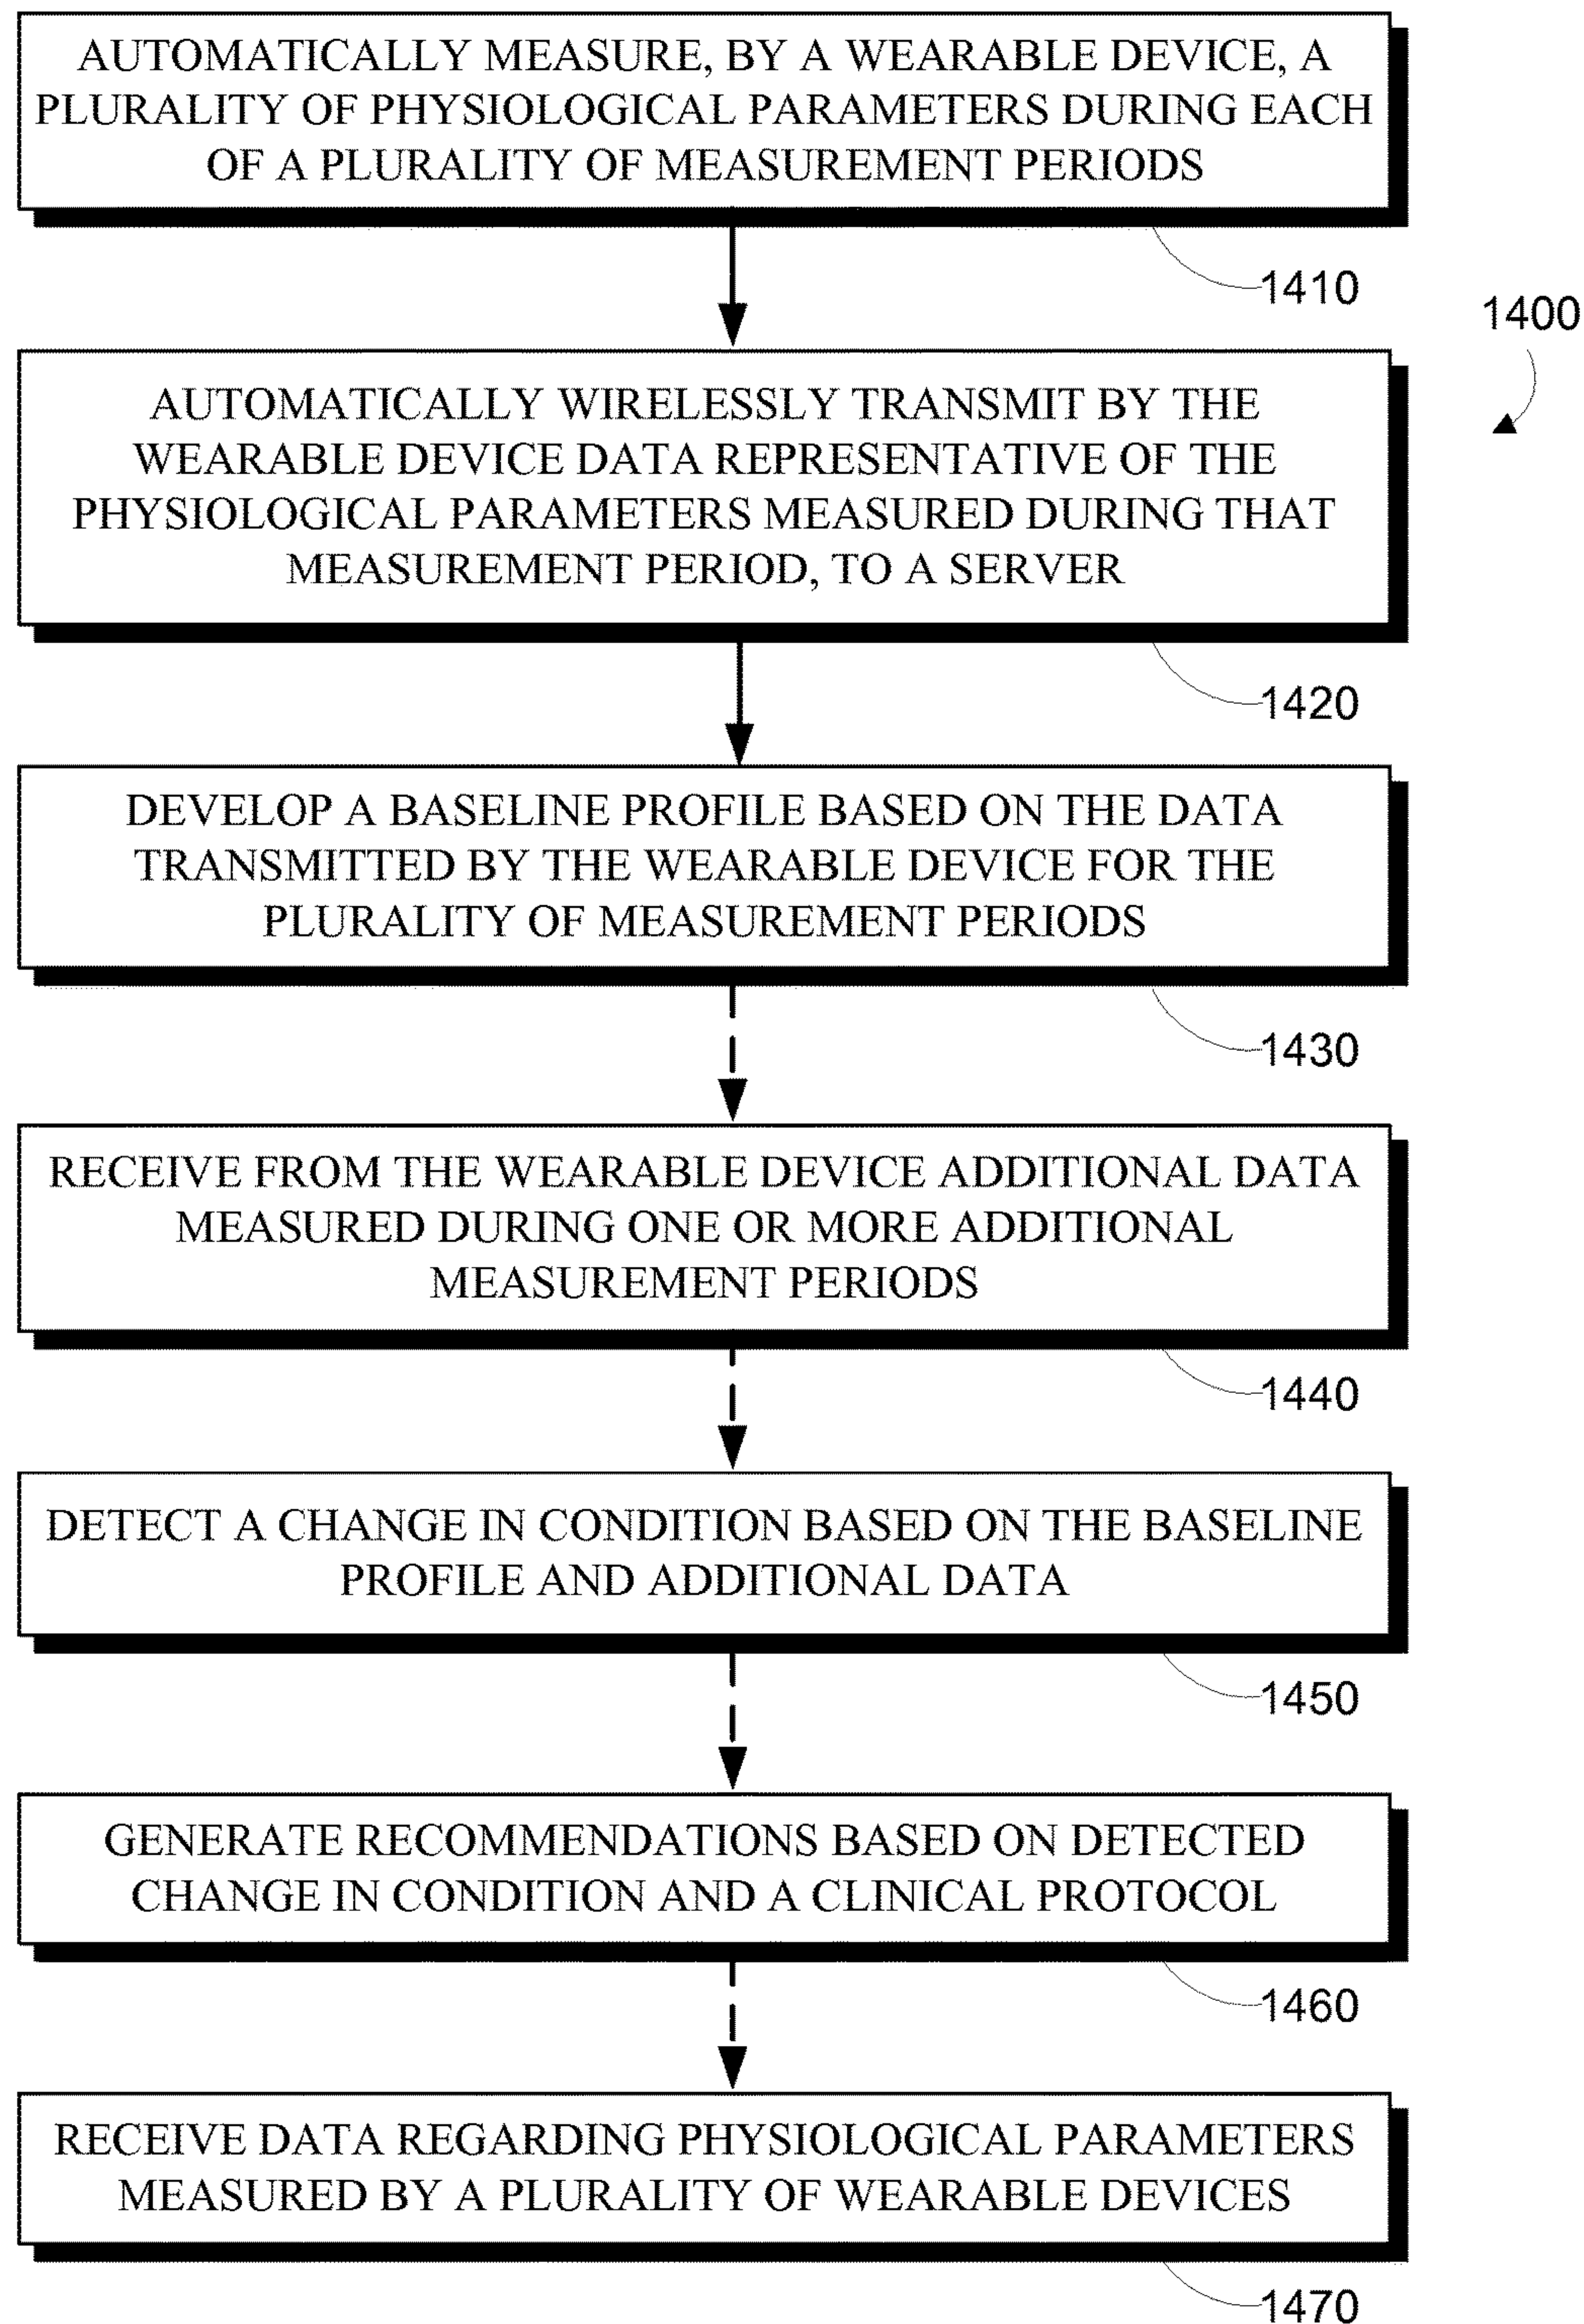 AUTOMATICALLY MEASURE, BY A WEARABLE DEVICE, A
PLURALITY OF PHYSIOLOGICAL PARAMETERS DURING EACH
OF A PLURALITY OF MEASUREMENT PERIODS
1410
1400
AUTOMATICALLY WIRELESSLY TRANSMIT BY THE
WEARABLE DEVICE DATA REPRESENTATIVE OF THE
PHYSIOLOGICAL PARAMETERS MEASURED DURING THAT
MEASUREMENT PERIOD, TO A SERVER
1420
DEVELOP A BASELINE PROFILE BASED ON THE DATA
TRANSMITTED BY THE WEARABLE DEVICE FOR THE
PLURALITY OF MEASUREMENT PERIODS
1430
RECEIVE FROM THE WEARABLE DEVICE ADDITIONAL DATA
MEASURED DURING ONE OR MORE ADDITIONAL
MEASUREMENT PERIODS
1440
DETECT A CHANGE IN CONDITION BASED ON THE BASELINE
PROFILE AND ADDITIONAL DATA
1450
GENERATE RECOMMENDATIONS BASED ON DETECTED
CHANGE IN CONDITION AND A CLINICAL PROTOCOL
1460
RECEIVE DATA REGARDING PHYSIOLOGICAL PARAMETERS
MEASURED BY A PLURALITY OF WEARABLE DEVICES
1470